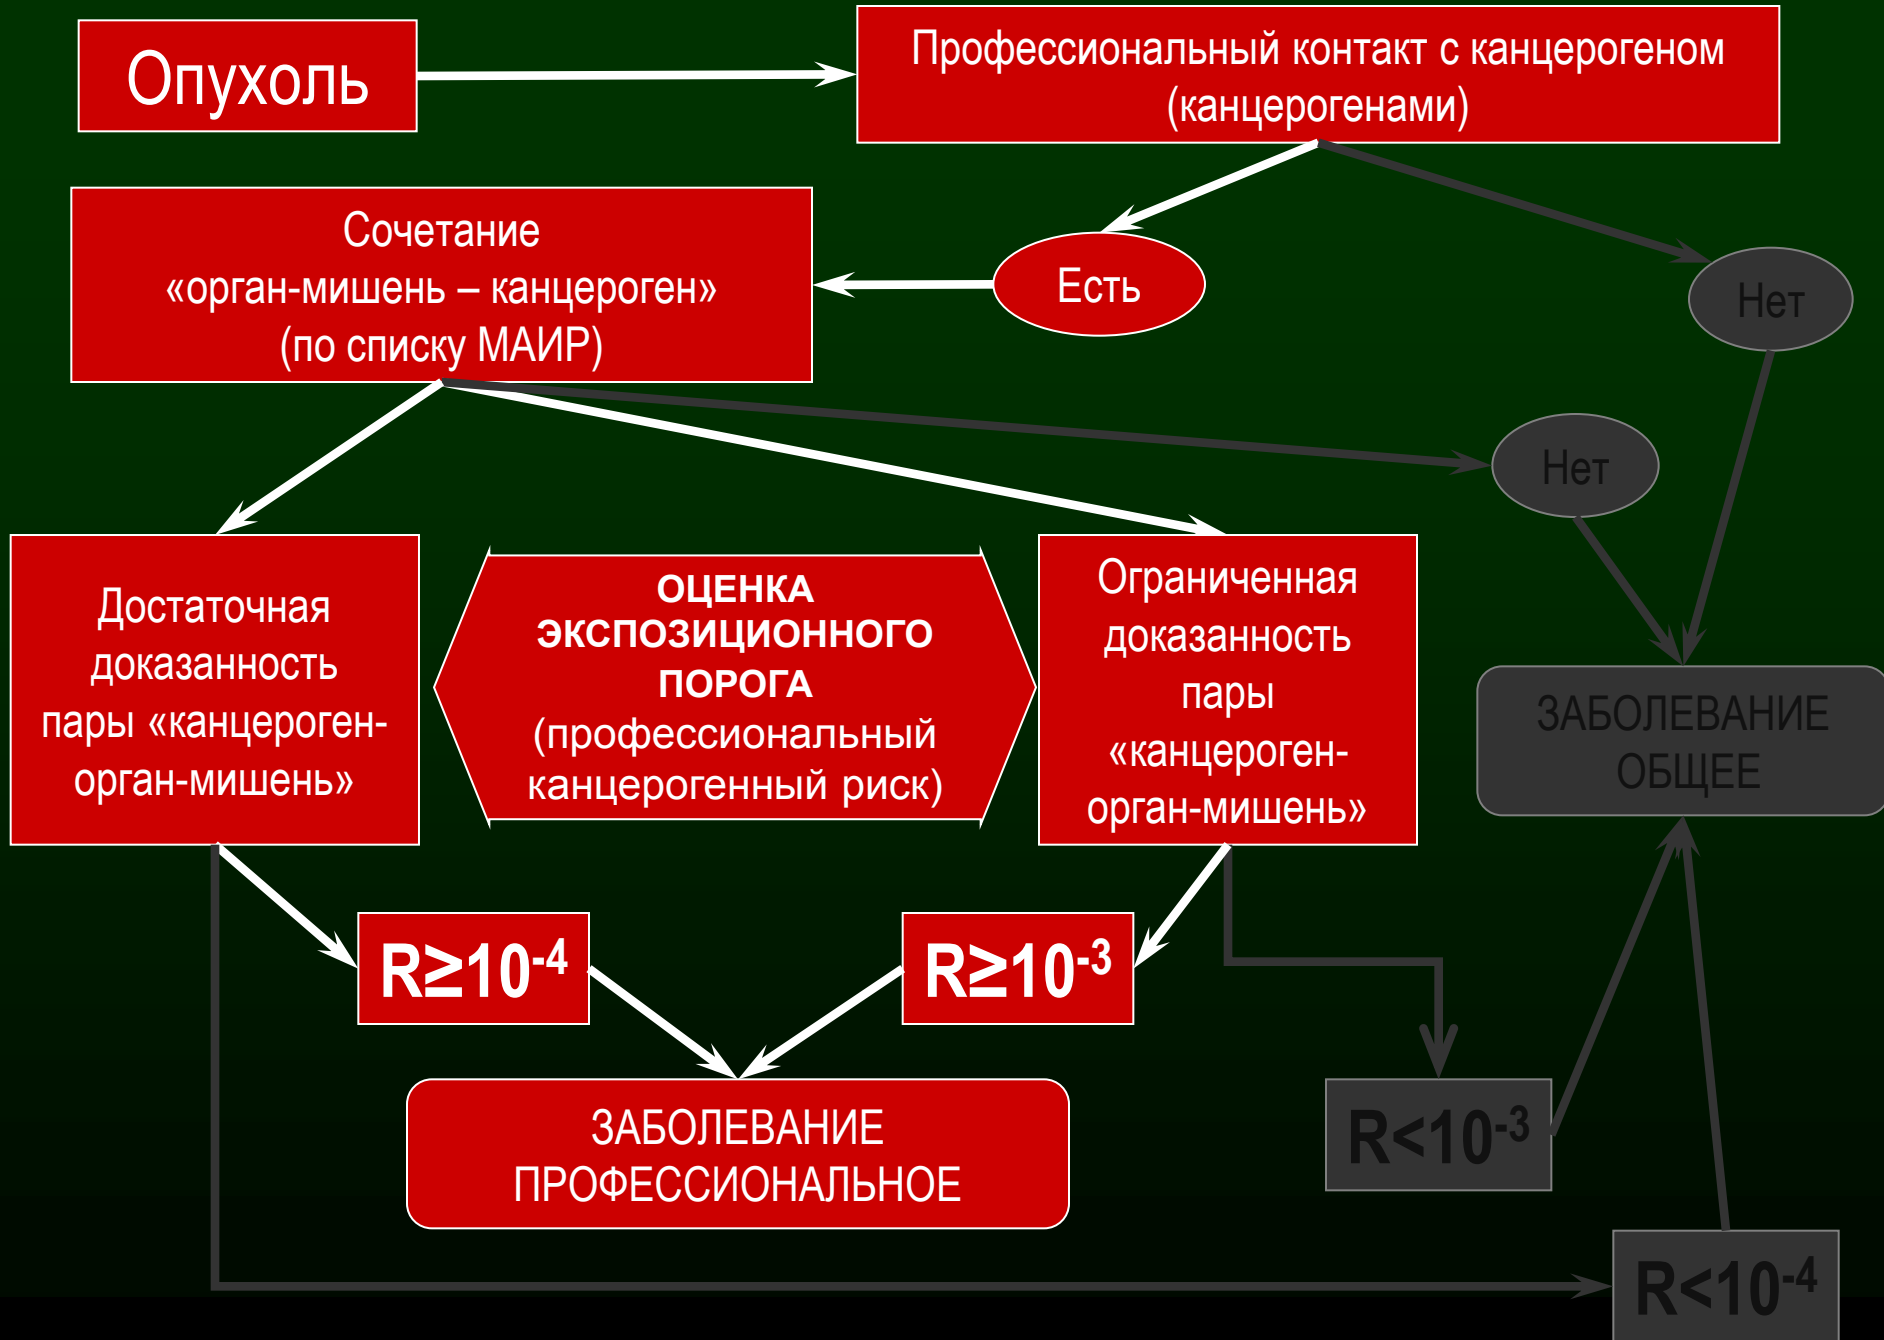 Опухоль
Профессиональный контакт с канцерогеном
(канцерогенами)
Сочетание
«орган-мишень – канцероген»
(по списку МАИР)
Есть
Нет
Нет
Достаточная
доказанность
пары «канцероген-
орган-мишень»
ОЦЕНКА
ЭКСПОЗИЦИОННОГО
ПОРОГА
(профессиональный
канцерогенный риск)
Ограниченная
доказанность
пары
«канцероген-
орган-мишень»
ЗАБОЛЕВАНИЕ
ОБЩЕЕ
R≥10⁻⁴
R≥10⁻³
ЗАБОЛЕВАНИЕ
ПРОФЕССИОНАЛЬНОЕ
R<10⁻³
R<10⁻⁴